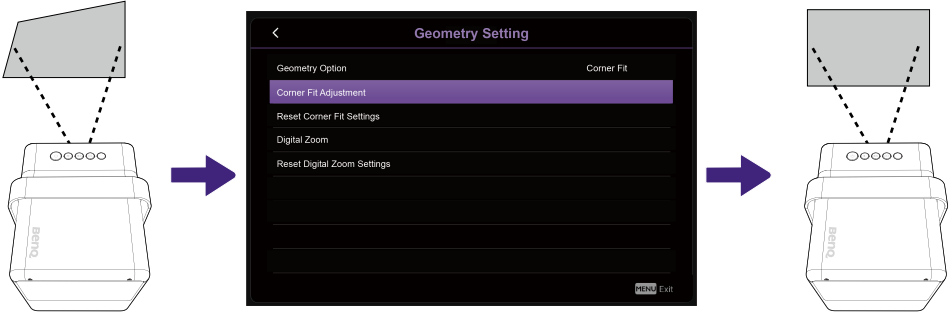 BenQ
Geometry Setting
Geometry Option Corner Fit
Corner Fit Adjustment
Reset Corner Fit Settings
Digital Zoom
Reset Digital Zoom Settings
MENU Exit
BenQ